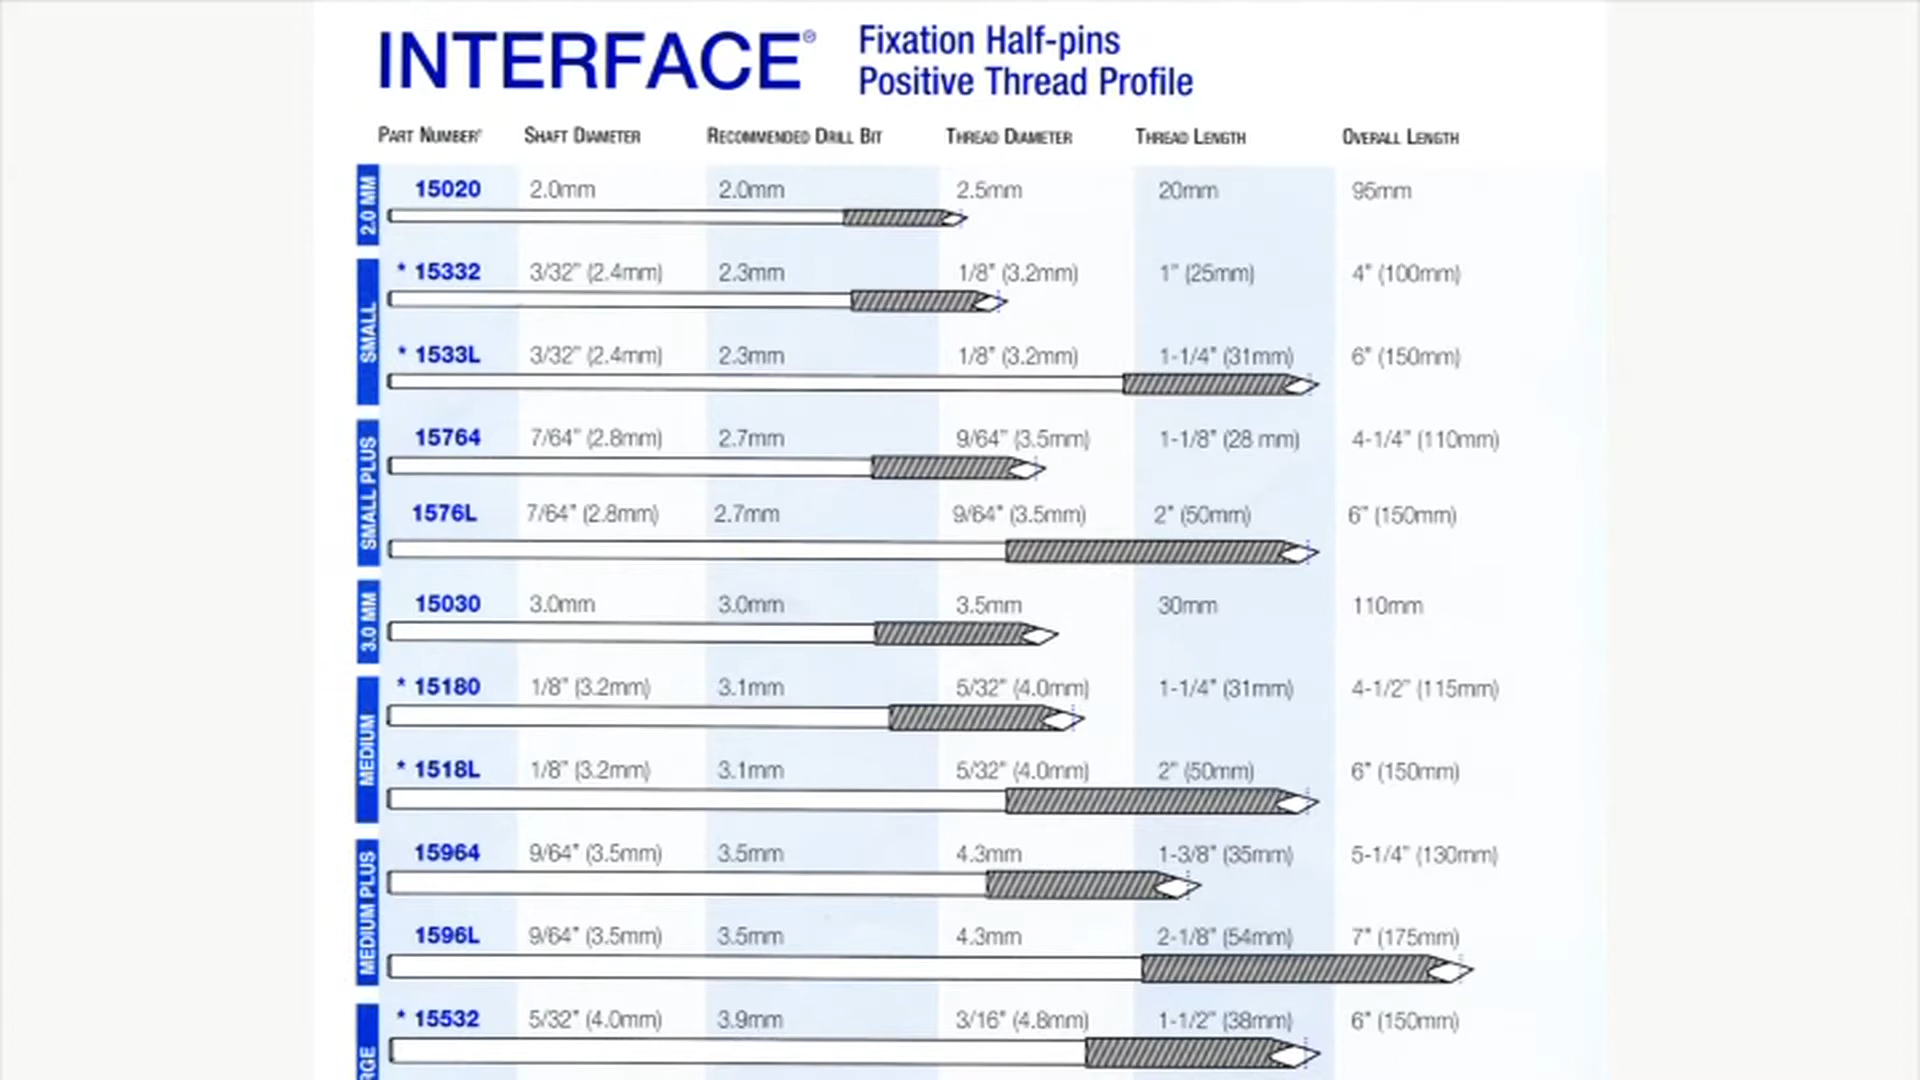 INTERFACE®
Fixation Half-pins
Positive Thread Profile
PART NUMBER SHAFT DIAMETER RECOMMENDED DRILL BIT THREAD DIAMETER THREAD LENGTH OVERALL LENGTH
2.0 MM
15020 2.0mm 2.0mm 2.5mm 20mm 95mm
SMALL
* 15332 3/32" (2.4mm) 2.3mm 1/8" (3.2mm) 1" (25mm) 4" (100mm)
* 1533L 3/32" (2.4mm) 2.3mm 1/8" (3.2mm) 1-1/4" (31mm) 6" (150mm)
SMALL PLUS
15764 7/64" (2.8mm) 2.7mm 9/64" (3.5mm) 1-1/8" (28 mm) 4-1/4" (110mm)
1576L 7/64" (2.8mm) 2.7mm 9/64" (3.5mm) 2" (50mm) 6" (150mm)
3.0 MM
15030 3.0mm 3.0mm 3.5mm 30mm 110mm
MEDIUM
* 15180 1/8" (3.2mm) 3.1mm 5/32" (4.0mm) 1-1/4" (31mm) 4-1/2" (115mm)
* 1518L 1/8" (3.2mm) 3.1mm 5/32" (4.0mm) 2" (50mm) 6" (150mm)
MEDIUM PLUS
15964 9/64" (3.5mm) 3.5mm 4.3mm 1-3/8" (35mm) 5-1/4" (130mm)
1596L 9/64" (3.5mm) 3.5mm 4.3mm 2-1/8" (54mm) 7" (175mm)
RGE
* 15532 5/32" (4.0mm) 3.9mm 3/16" (4.8mm) 1-1/2" (38mm) 6" (150mm)